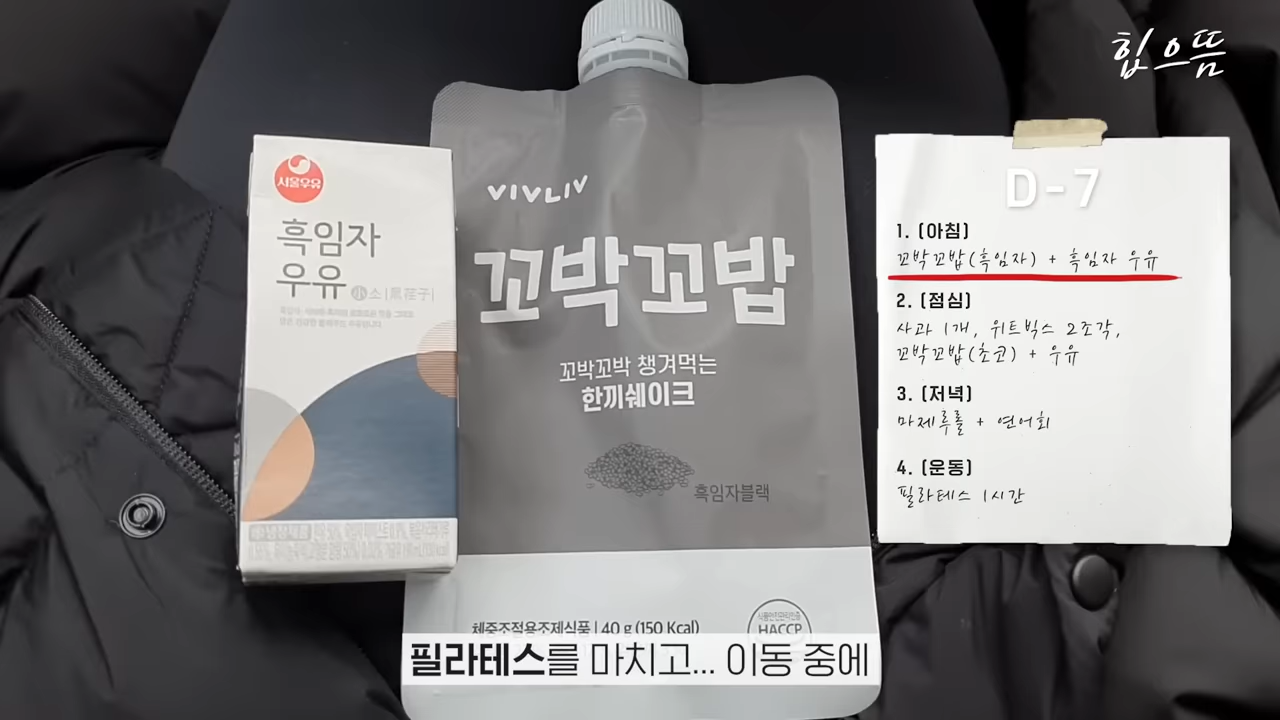 힙으뜸
서울우유
흑임자
우유 小소|黑荏子|
VIVLIV
꼬박꼬밥
꼬박꼬박 챙겨먹는
한끼쉐이크
흑임자블랙
체중조절용조제식품 | 40 g (150 Kcal)
HACCP
D-7
1. (아침)
꼬박꼬밥(흑임자) + 흑임자 우유
2. (점심)
사과 1개, 위트빅스 2조각,
꼬박꼬밥(초코) + 우유
3. (저녁)
마제루롤 + 연어회
4. (운동)
필라테스 1시간
필라테스를 마치고... 이동 중에